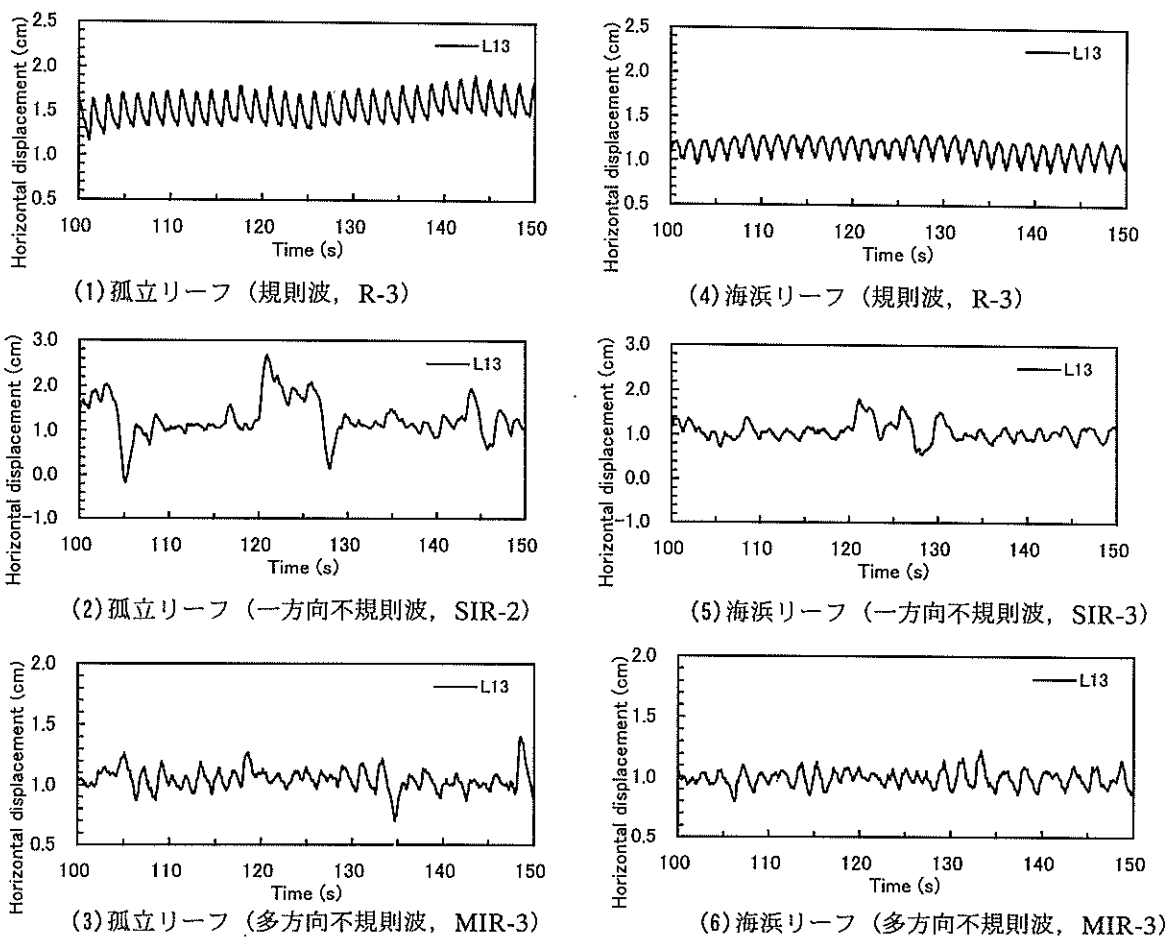 Horizontal displacement (cm)
2.5
2.0
1.5
1.0
0.5
L13
100 110 120 130 140 150
Time (s)
(1)孤立リーフ（規則波，R-3）
Horizontal displacement (cm)
2.5
2.0
1.5
1.0
0.5
L13
100 110 120 130 140 150
Time (s)
(4)海浜リーフ（規則波，R-3）
Horizontal displacement (cm)
3.0
2.0
1.0
0.0
-1.0
L13
100 110 120 130 140 150
Time (s)
(2)孤立リーフ（一方向不規則波，SIR-2）
Horizontal displacement (cm)
3.0
2.0
1.0
0.0
-1.0
L13
100 110 120 130 140 150
Time (s)
(5)海浜リーフ（一方向不規則波，SIR-3）
Horizontal displacement (cm)
2.0
1.5
1.0
0.5
L13
100 110 120 130 140 150
Time (s)
(3)孤立リーフ（多方向不規則波，MIR-3）
Horizontal displacement (cm)
2.0
1.5
1.0
0.5
L13
100 110 120 130 140 150
Time (s)
(6)海浜リーフ（多方向不規則波，MIR-3）